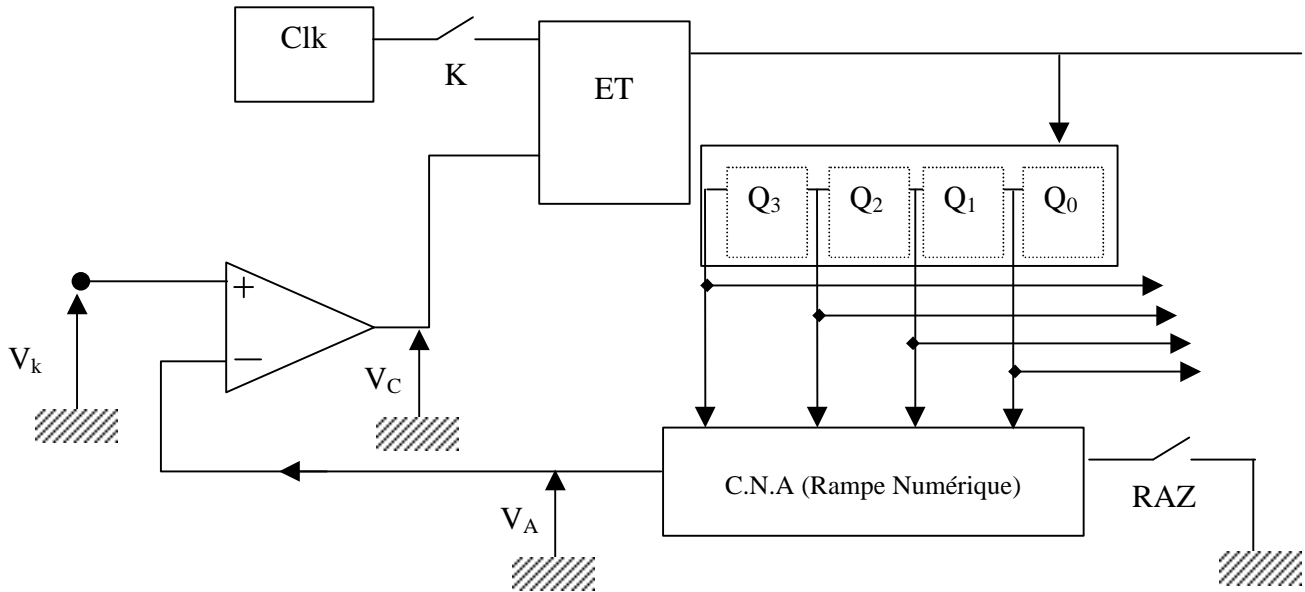 Clk
K
ET
Q3 Q2 Q1 Q0
+
−
Vk
VC
C.N.A (Rampe Numérique)
RAZ
VA